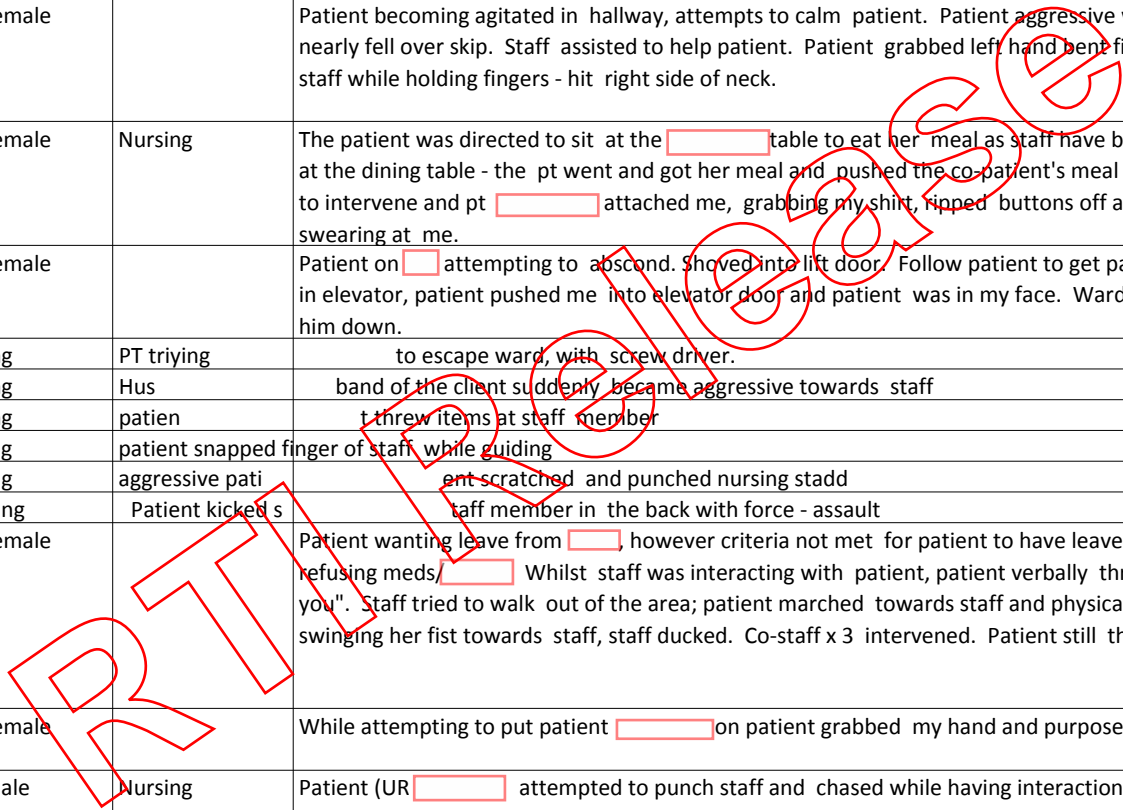 emale Patient becoming agitated in hallway, attempts to calm patient. Patient aggressive
nearly fell over skip. Staff assisted to help patient. Patient grabbed left hand bent
staff while holding fingers - hit right side of neck.
emale Nursing The patient was directed to sit at the table to eat her meal as staff have b
at the dining table - the pt went and got her meal and pushed the co-patient's meal
to intervene and pt attached me, grabbing my shirt, ripped buttons off a
swearing at me.
emale Patient on attempting to abscond. Shoved into lift door. Follow patient to get pa
in elevator, patient pushed me into elevator door and patient was in my face. Ward
him down.
g PT triying to escape ward, with screw driver.
g Hus band of the client suddenly became aggressive towards staff
g patien t threw items at staff member
g patient snapped finger of staff while guiding
g aggressive pati ent scratched and punched nursing stadd
ng Patient kicked s taff member in the back with force - assault
emale Patient wanting leave from , however criteria not met for patient to have leave
refusing meds/ Whilst staff was interacting with patient, patient verbally thr
you". Staff tried to walk out of the area; patient marched towards staff and physica
swinging her fist towards staff, staff ducked. Co-staff x 3 intervened. Patient still th
emale While attempting to put patient on patient grabbed my hand and purpose
ale Nursing Patient (UR attempted to punch staff and chased while having interaction
RTI Release